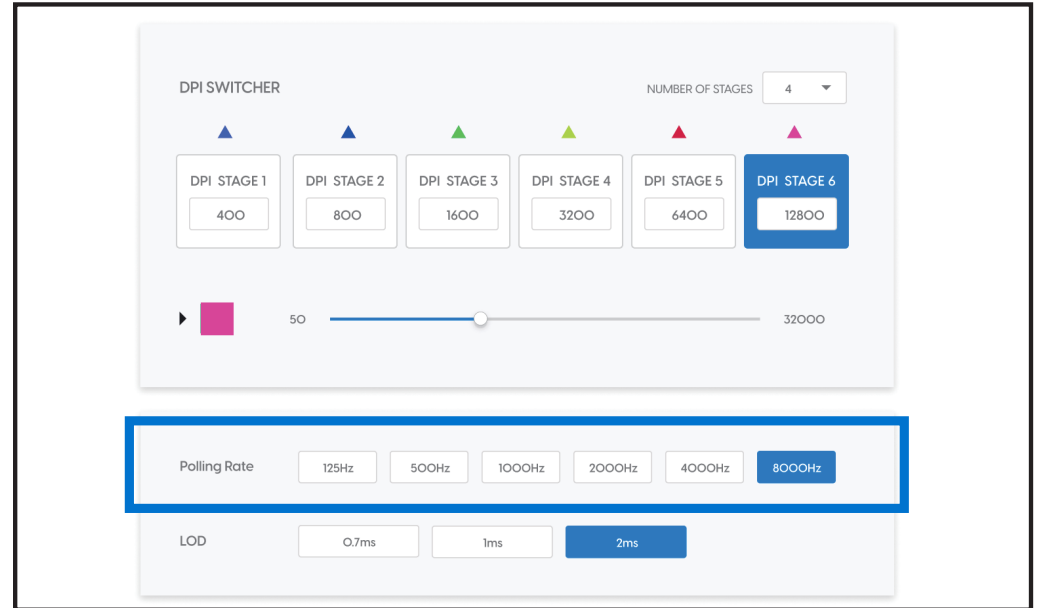 DPI SWITCHER NUMBER OF STAGES 4
DPI STAGE 1 DPI STAGE 2 DPI STAGE 3 DPI STAGE 4 DPI STAGE 5 DPI STAGE 6
400 800 1600 3200 6400 12800
50 32000
Polling Rate 125Hz 500Hz 1000Hz 2000Hz 4000Hz 8000Hz
LOD 0.7ms 1ms 2ms